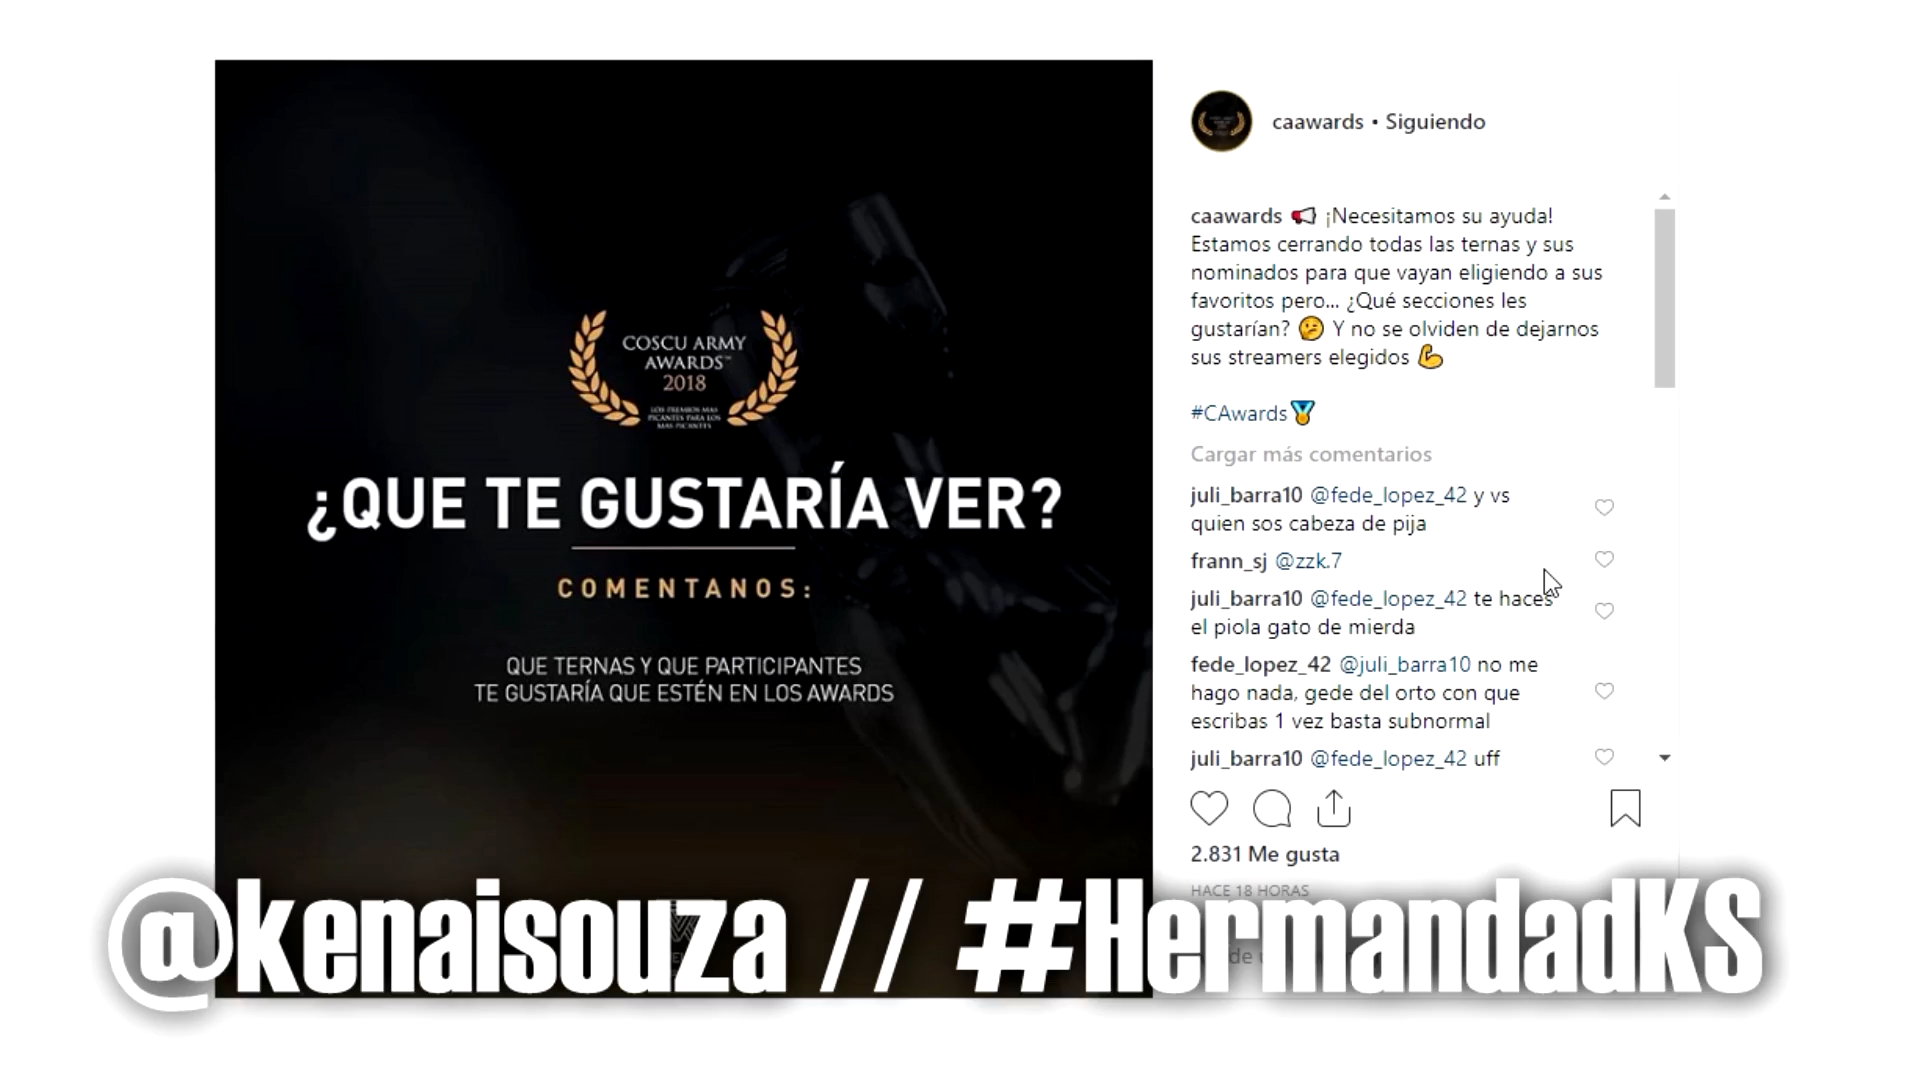 COSCU ARMY
AWARDS™
2018
LOS PREMIOS MAS
PICANTES PARA LOS
MAS PICANTES
¿QUE TE GUSTARÍA VER?
COMENTANOS:
QUE TERNAS Y QUE PARTICIPANTES
TE GUSTARÍA QUE ESTÉN EN LOS AWARDS
caawards • Siguiendo
caawards 📢 ¡Necesitamos su ayuda!
Estamos cerrando todas las ternas y sus
nominados para que vayan eligiendo a sus
favoritos pero... ¿Qué secciones les
gustarían? 🤔 Y no se olviden de dejarnos
sus streamers elegidos 💪
#CAwards🏅
Cargar más comentarios
juli_barra10 @fede_lopez_42 y vs
quien sos cabeza de pija
frann_sj @zzk.7
juli_barra10 @fede_lopez_42 te haces
el piola gato de mierda
fede_lopez_42 @juli_barra10 no me
hago nada, gede del orto con que
escribas 1 vez basta subnormal
juli_barra10 @fede_lopez_42 uff
2.831 Me gusta
HACE 18 HORAS
@kenaisouza // #HermandadKS